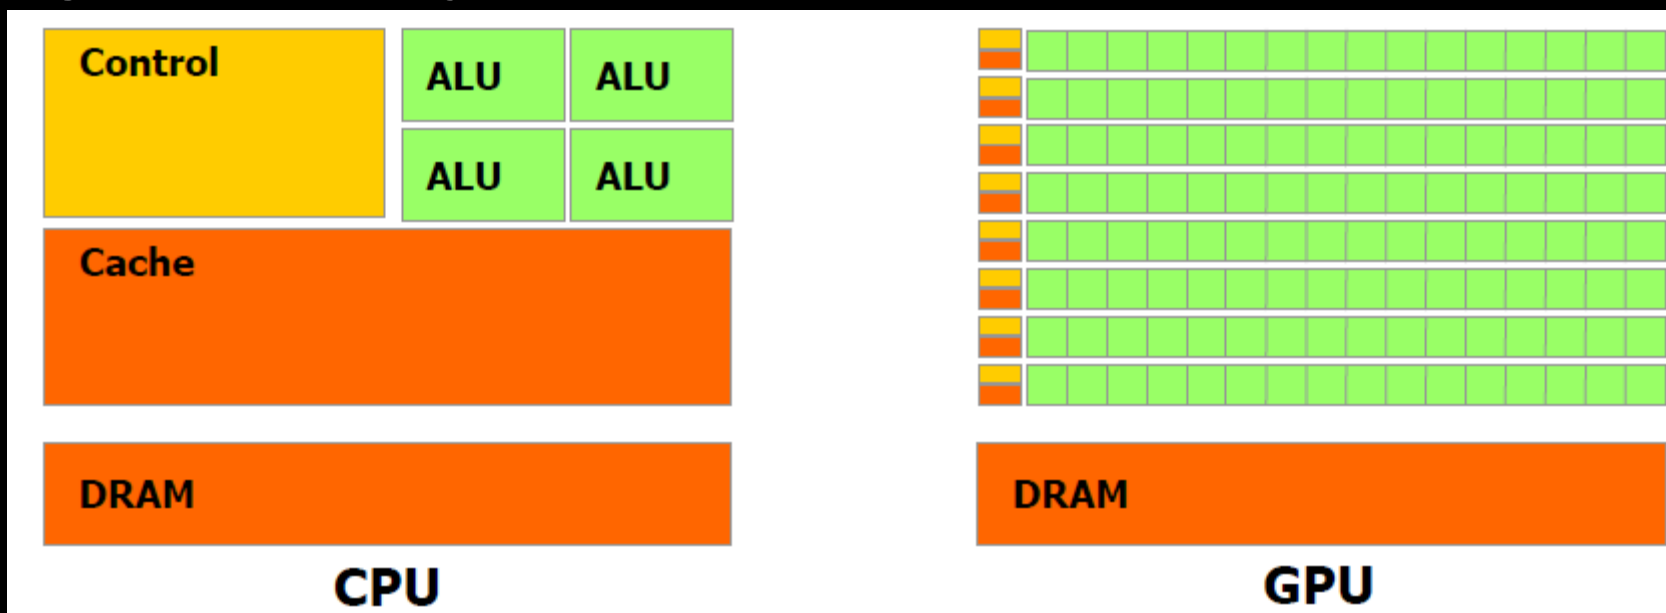 Control
ALU ALU
ALU ALU
Cache
DRAM
CPU
DRAM
GPU